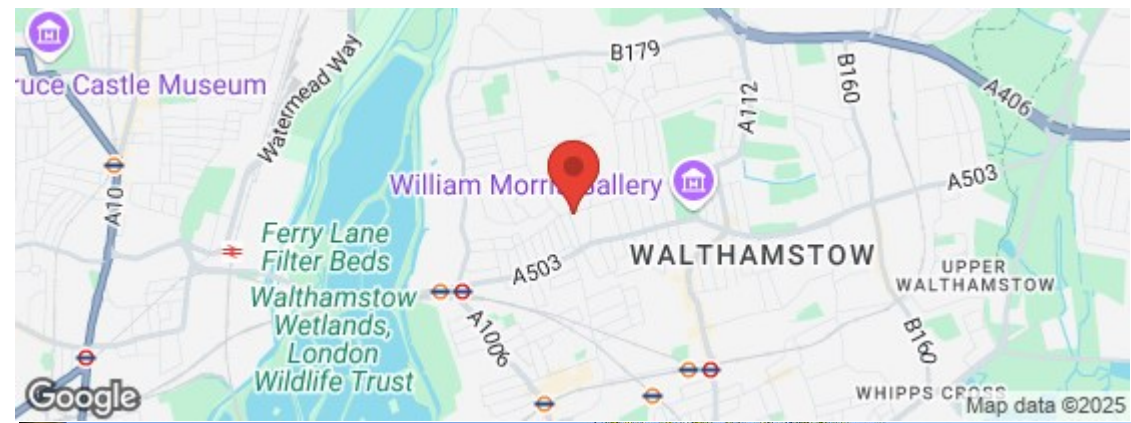 B179
ruce Castle Museum
Watermead Way
B160
A406
A112
A503
William Morris Gallery
A10
WALTHAMSTOW
Ferry Lane
Filter Beds
A503
UPPER
WALTHAMSTOW
Walthamstow
Wetlands,
London
Wildlife Trust
A1006
B160
WHIPPS CROSS
Google
Map data ©2025